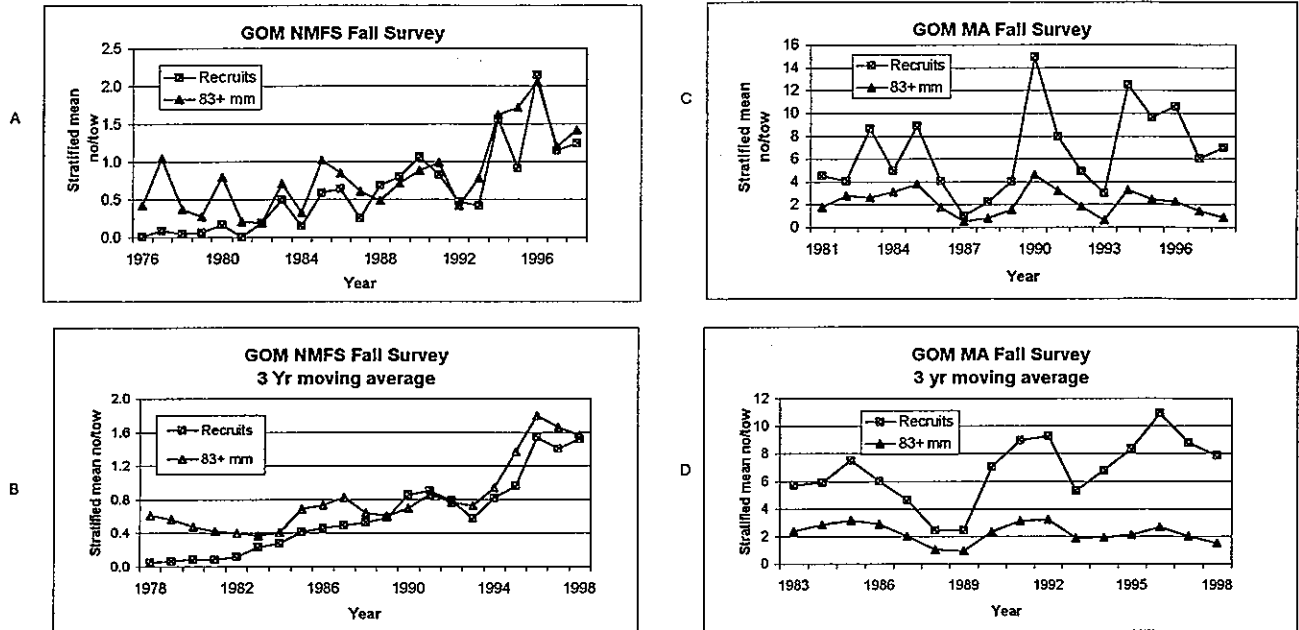 A
GOM NMFS Fall Survey
Stratified mean
no/tow
2.5
2.0
1.5
1.0
0.5
0.0
Recruits
83+ mm
1976 1980 1984 1988 1992 1996
Year
B
GOM NMFS Fall Survey
3 Yr moving average
Stratified mean no/tow
2.0
1.6
1.2
0.8
0.4
0.0
Recruits
83+ mm
1978 1982 1986 1990 1994 1998
Year
C
GOM MA Fall Survey
Stratified mean
no/tow
16
14
12
10
8
6
4
2
0
Recruits
83+ mm
1981 1984 1987 1990 1993 1996
Year
D
GOM MA Fall Survey
3 yr moving average
Stratified mean no/tow
12
10
8
6
4
2
0
Recruits
83+ mm
1983 1986 1989 1992 1995 1998
Year